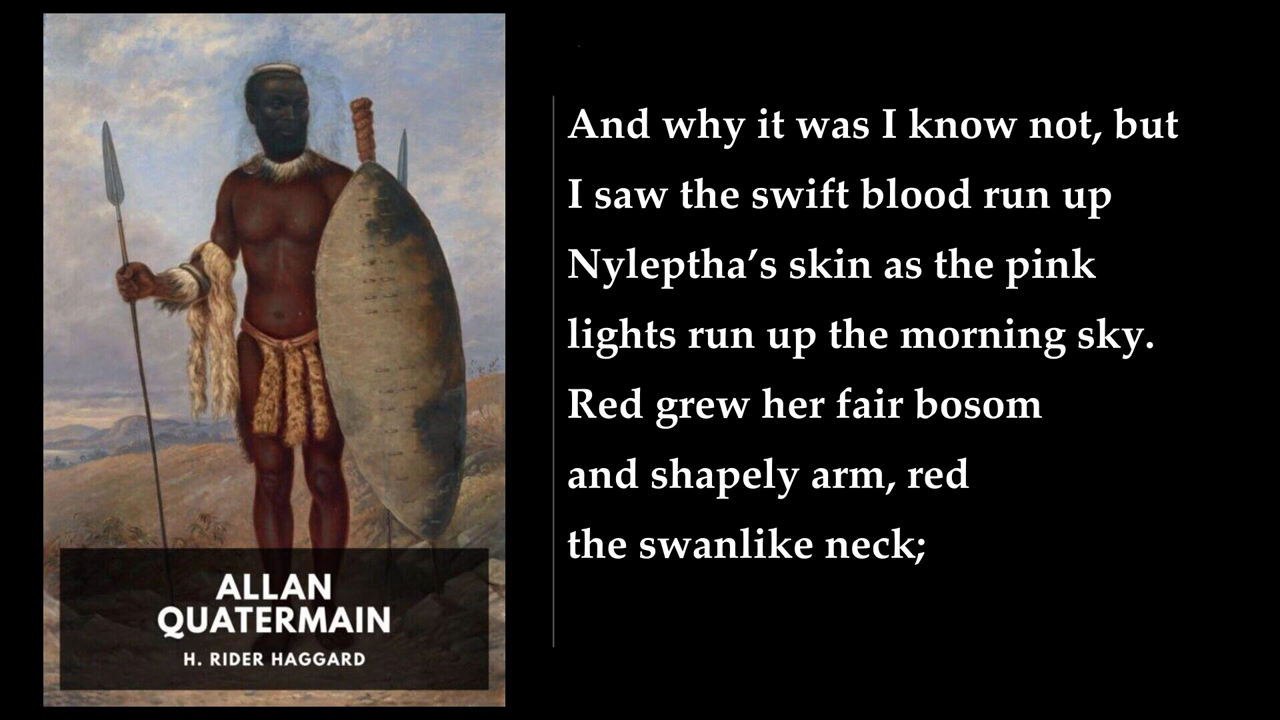 ALLAN
QUATERMAIN
H. RIDER HAGGARD
And why it was I know not, but
I saw the swift blood run up
Nyleptha’s skin as the pink
lights run up the morning sky.
Red grew her fair bosom
and shapely arm, red
the swanlike neck;